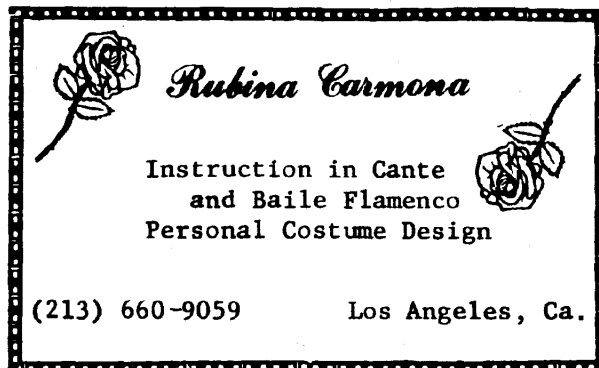 Rubina Carmona
Instruction in Cante
and Baile Flamenco
Personal Costume Design
(213) 660-9059 Los Angeles, Ca.